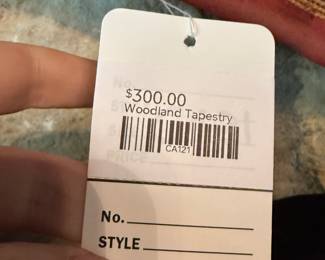 $300.00
Woodland Tapestry
CA121
No.
STYLE